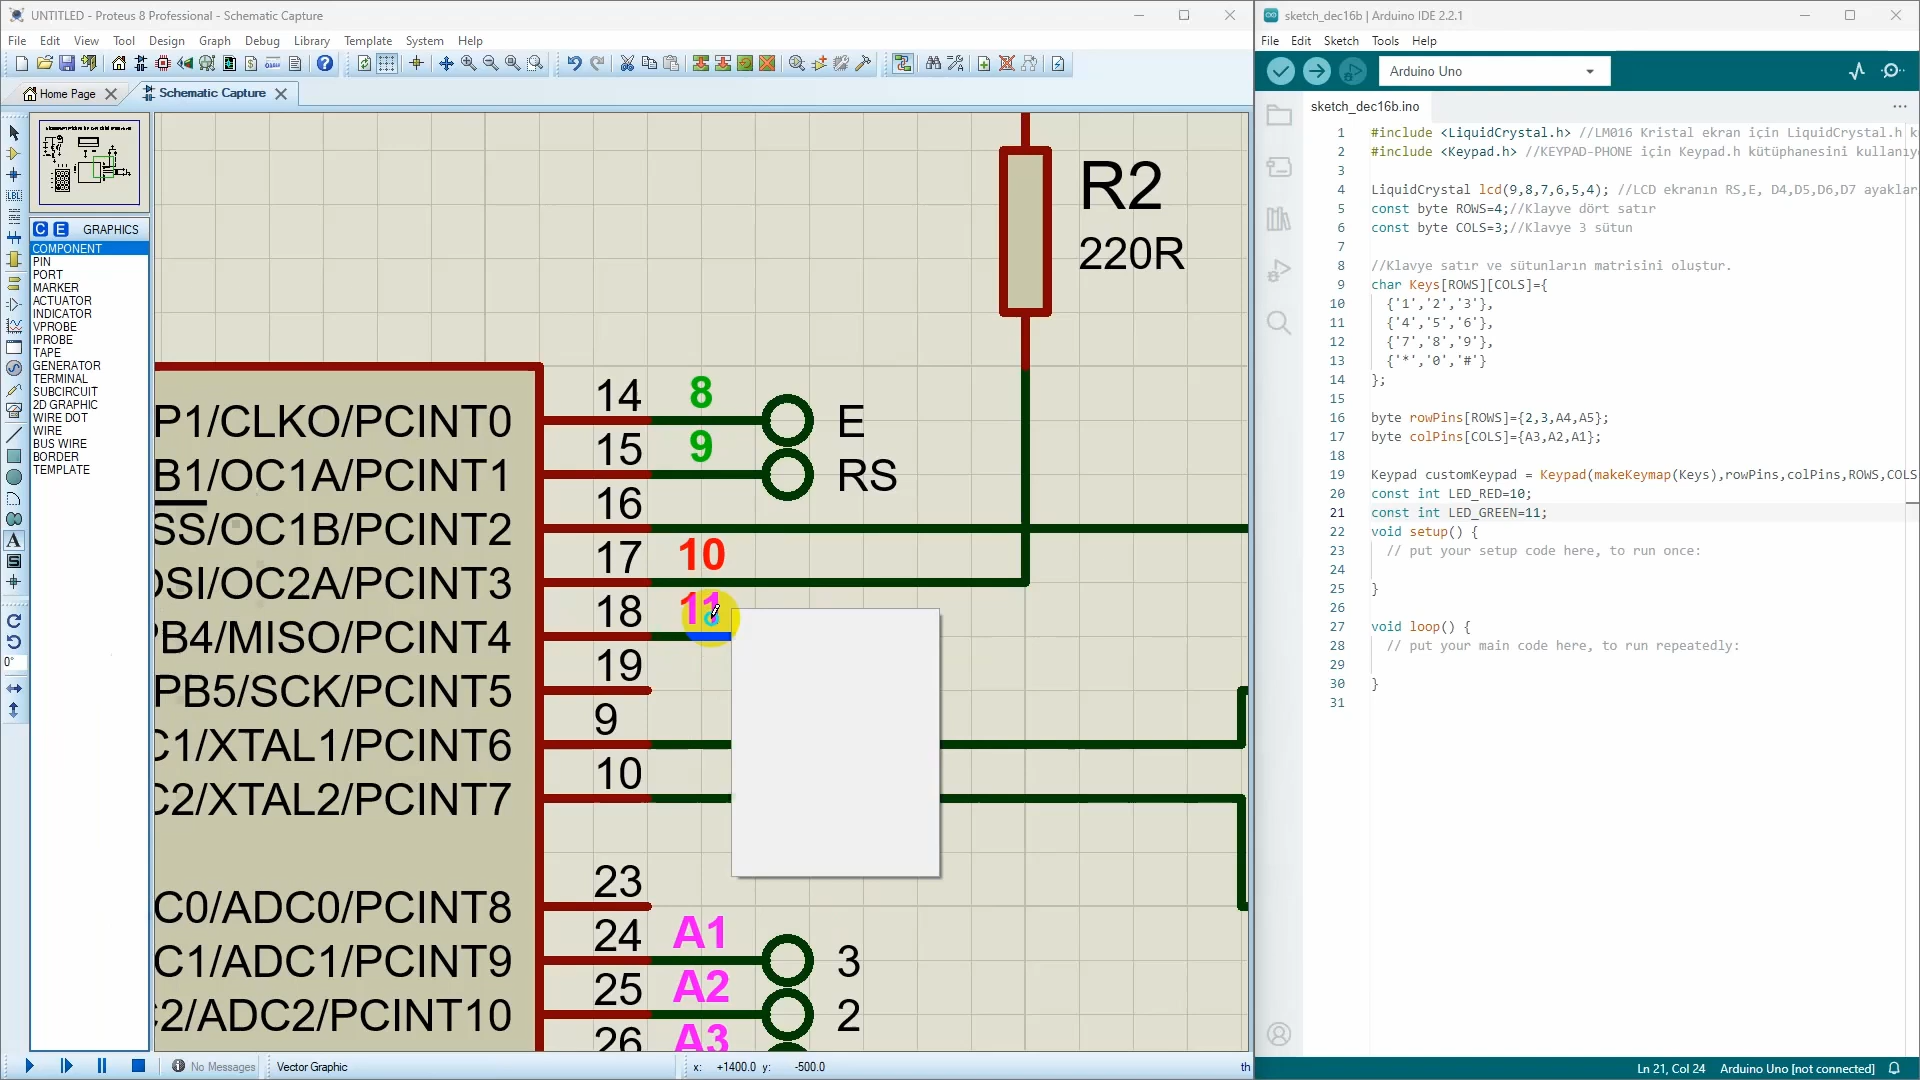 UNTITLED - Proteus 8 Professional - Schematic Capture
File Edit View Tool Design Graph Debug Library Template System Help
Home Page
Schematic Capture
C E GRAPHICS
COMPONENT
PIN
PORT
MARKER
ACTUATOR
INDICATOR
VPROBE
IPROBE
TAPE
GENERATOR
TERMINAL
SUBCIRCUIT
2D GRAPHIC
WIRE DOT
WIRE
BUS WIRE
BORDER
TEMPLATE
LBL
A
S
0°
R2
220R
P1/CLKO/PCINT0 14 8 E
B1/OC1A/PCINT1 15 9 RS
SS/OC1B/PCINT2 16
OSI/OC2A/PCINT3 17 10
PB4/MISO/PCINT4 18 11
PB5/SCK/PCINT5 19
C1/XTAL1/PCINT6 9
C2/XTAL2/PCINT7 10
C0/ADC0/PCINT8 23
C1/ADC1/PCINT9 24 A1 3
C2/ADC2/PCINT10 25 A2 2
26 A3
No Messages
Vector Graphic
x: +1400.0 y: -500.0 th
sketch_dec16b | Arduino IDE 2.2.1
File Edit Sketch Tools Help
Arduino Uno
sketch_dec16b.ino
1 #include <LiquidCrystal.h> //LM016 Kristal ekran için LiquidCrystal.h k
2 #include <Keypad.h> //KEYPAD-PHONE için Keypad.h kütüphanesini kullanıy
3
4 LiquidCrystal lcd(9,8,7,6,5,4); //LCD ekranın RS,E, D4,D5,D6,D7 ayaklar
5 const byte ROWS=4;//Klayve dört satır
6 const byte COLS=3;//Klavye 3 sütun
7
8 //Klavye satır ve sütunların matrisini oluştur.
9 char Keys[ROWS][COLS]={
10 {'1','2','3'},
11 {'4','5','6'},
12 {'7','8','9'},
13 {'*','0','#'}
14 };
15
16 byte rowPins[ROWS]={2,3,A4,A5};
17 byte colPins[COLS]={A3,A2,A1};
18
19 Keypad customKeypad = Keypad(makeKeymap(Keys),rowPins,colPins,ROWS,COLS
20 const int LED_RED=10;
21 const int LED_GREEN=11;
22 void setup() {
23 // put your setup code here, to run once:
24
25 }
26
27 void loop() {
28 // put your main code here, to run repeatedly:
29
30 }
31
Ln 21, Col 24 Arduino Uno [not connected]